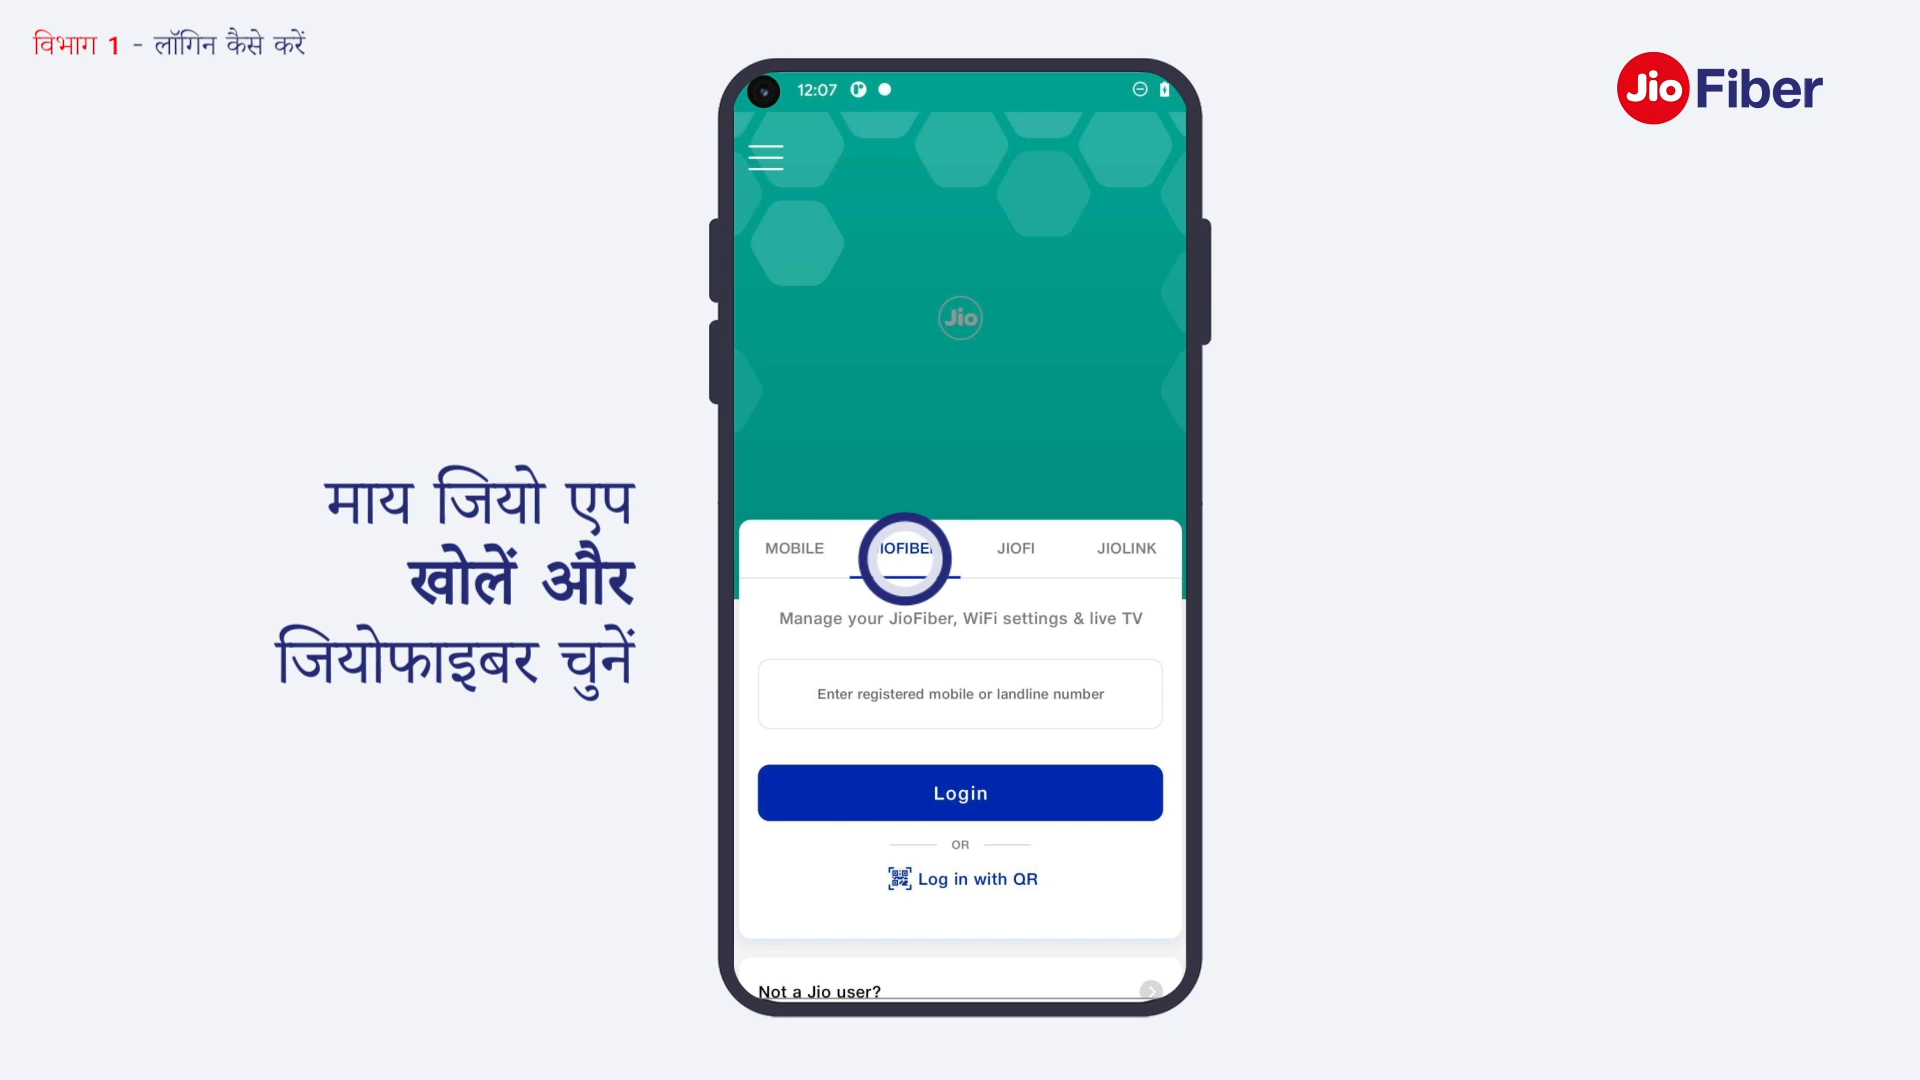 विभाग 1 - लॉगिन कैसे करें
Jio Fiber
12:07
Jio
माय जियो एप
खोलें और
जियोफाइबर चुनें
MOBILE JIOFIBER JIOFI JIOLINK
Manage your JioFiber, WiFi settings & live TV
Enter registered mobile or landline number
Login
OR
Log in with QR
Not a Jio user?